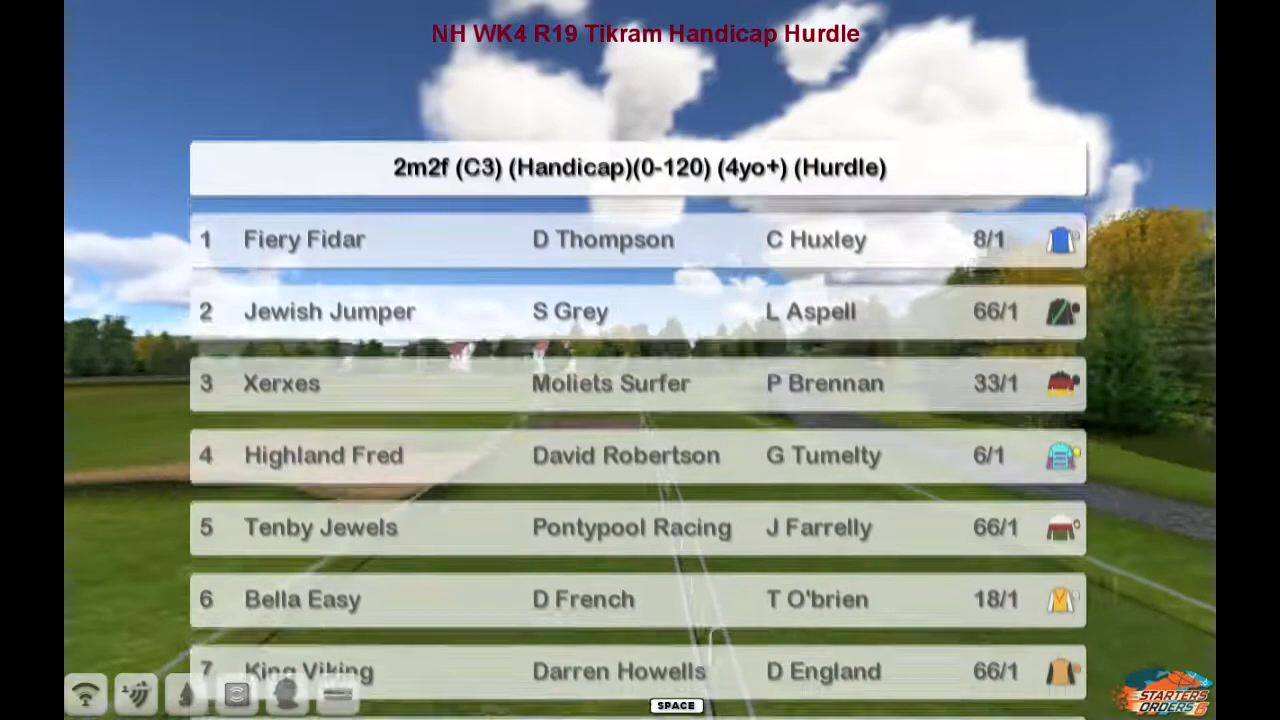 NH WK4 R19 Tikram Handicap Hurdle
2m2f (C3) (Handicap)(0-120) (4yo+) (Hurdle)
1 Fiery Fidar D Thompson C Huxley 8/1
2 Jewish Jumper S Grey L Aspell 66/1
3 Xerxes Moliets Surfer P Brennan 33/1
4 Highland Fred David Robertson G Tumelty 6/1
5 Tenby Jewels Pontypool Racing J Farrelly 66/1
6 Bella Easy D French T O'brien 18/1
7 King Viking Darren Howells D England 66/1
SPACE
STARTERS
ORDERS 6